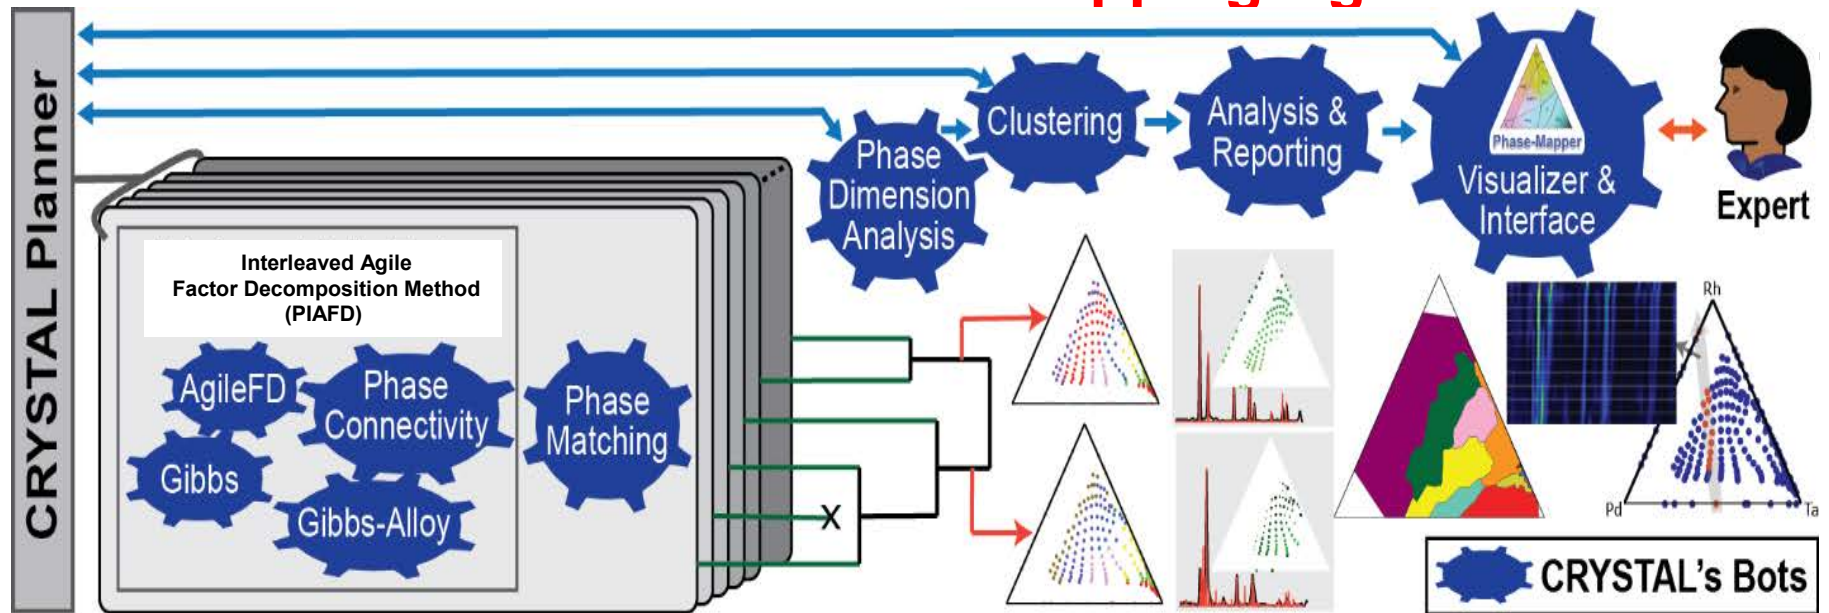 CRYSTAL Planner
Interleaved Agile
Factor Decomposition Method
(PIAFD)
AgileFD
Phase
Connectivity
Gibbs
Gibbs-Alloy
Phase
Matching
Phase
Dimension
Analysis
Clustering
Analysis &
Reporting
Phase-Mapper
Visualizer &
Interface
Expert
X
Rh
Pd
Ta
CRYSTAL's Bots